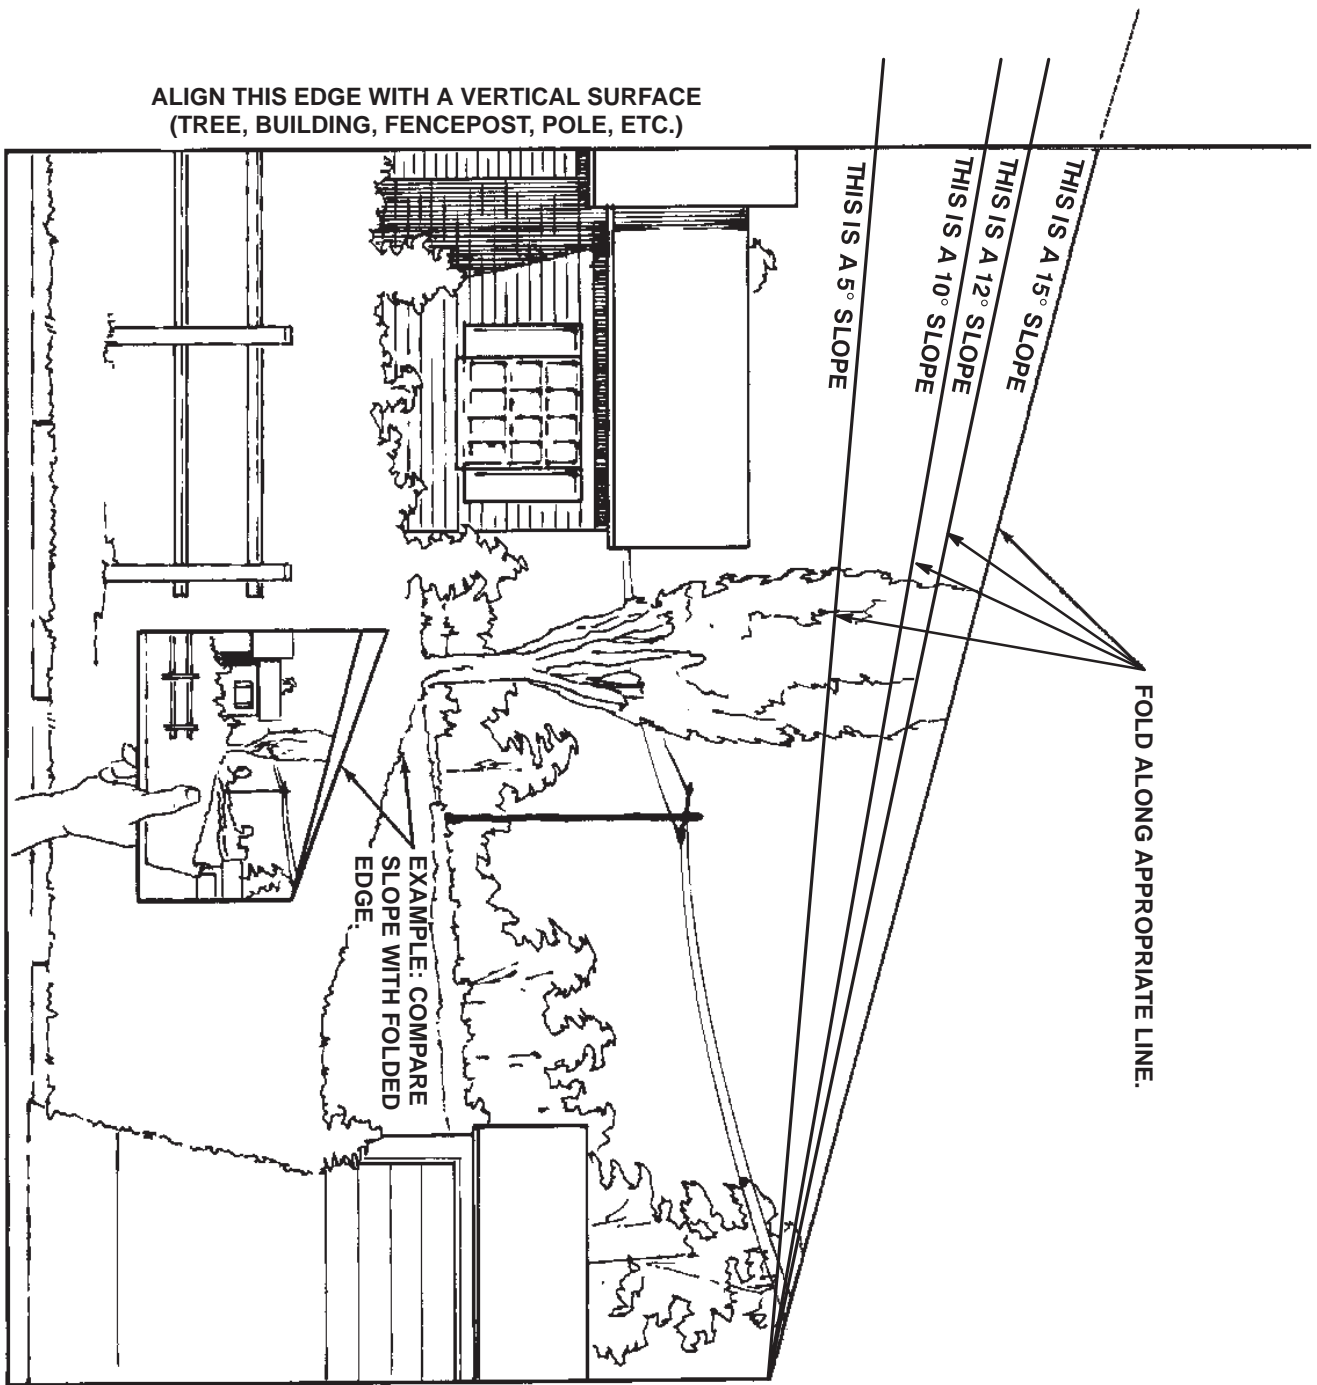 ALIGN THIS EDGE WITH A VERTICAL SURFACE
(TREE, BUILDING, FENCEPOST, POLE, ETC.)
THIS IS A 15° SLOPE
THIS IS A 12° SLOPE
THIS IS A 10° SLOPE
THIS IS A 5° SLOPE
FOLD ALONG APPROPRIATE LINE.
EXAMPLE: COMPARE
SLOPE WITH FOLDED
EDGE.